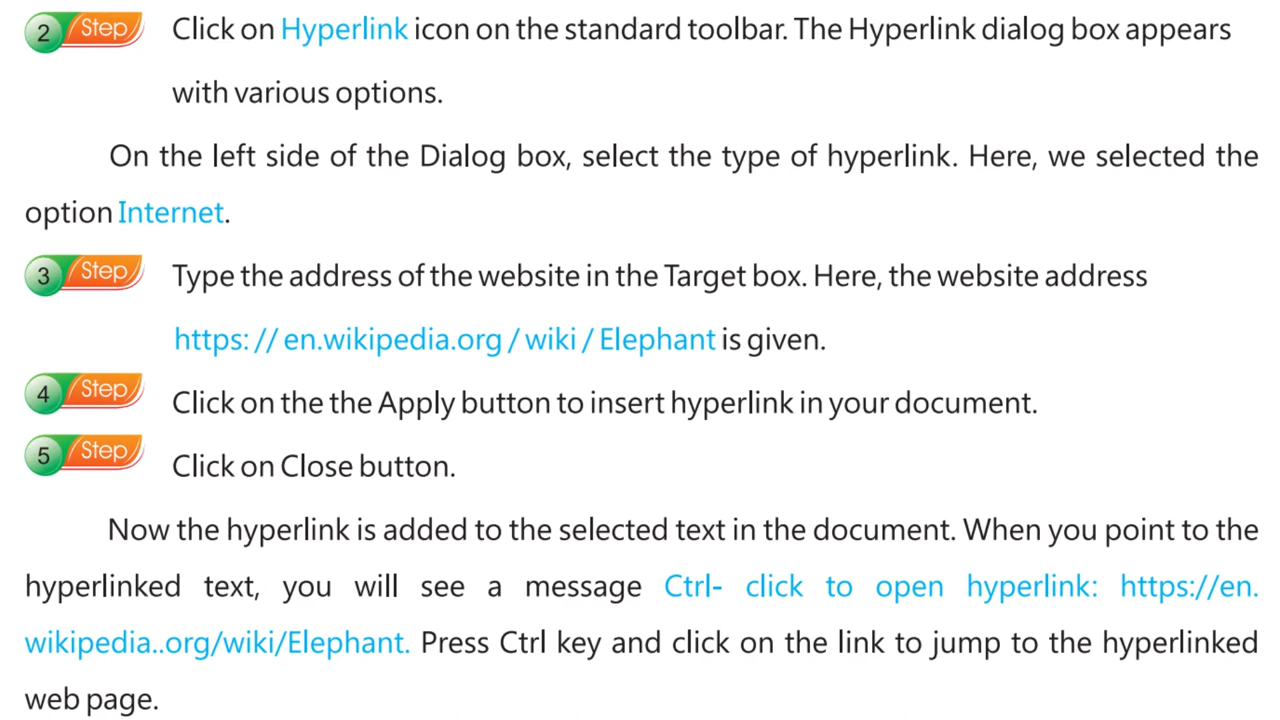 2 Step Click on Hyperlink icon on the standard toolbar. The Hyperlink dialog box appears
with various options.
On the left side of the Dialog box, select the type of hyperlink. Here, we selected the
option Internet.
3 Step Type the address of the website in the Target box. Here, the website address
https: // en.wikipedia.org / wiki / Elephant is given.
4 Step Click on the the Apply button to insert hyperlink in your document.
5 Step Click on Close button.
Now the hyperlink is added to the selected text in the document. When you point to the
hyperlinked text, you will see a message Ctrl- click to open hyperlink: https://en.
wikipedia..org/wiki/Elephant. Press Ctrl key and click on the link to jump to the hyperlinked
web page.